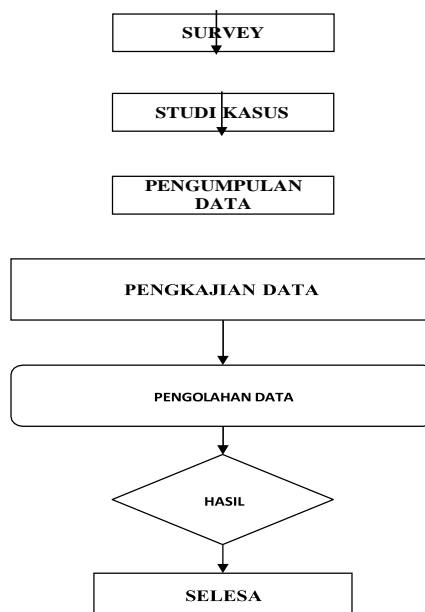 SURVEY
STUDI KASUS
PENGUMPULAN
DATA
PENGKAJIAN DATA
PENGOLAHAN DATA
HASIL
SELESA